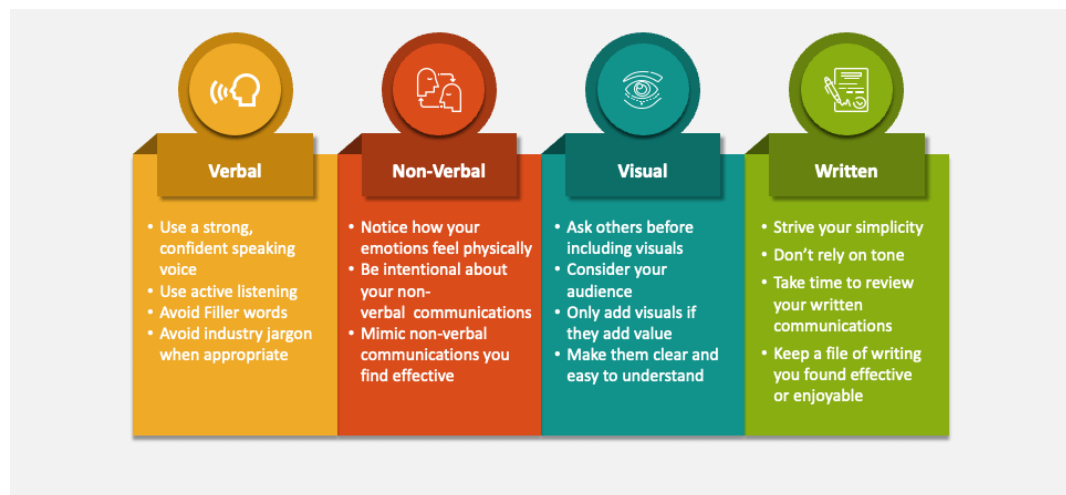 Verbal
• Use a strong,
confident speaking
voice
• Use active listening
• Avoid Filler words
• Avoid industry jargon
when appropriate
Non-Verbal
• Notice how your
emotions feel physically
• Be intentional about
your non-
verbal communications
• Mimic non-verbal
communications you
find effective
Visual
• Ask others before
including visuals
• Consider your
audience
• Only add visuals if
they add value
• Make them clear and
easy to understand
Written
• Strive your simplicity
• Don’t rely on tone
• Take time to review
your written
communications
• Keep a file of writing
you found effective
or enjoyable